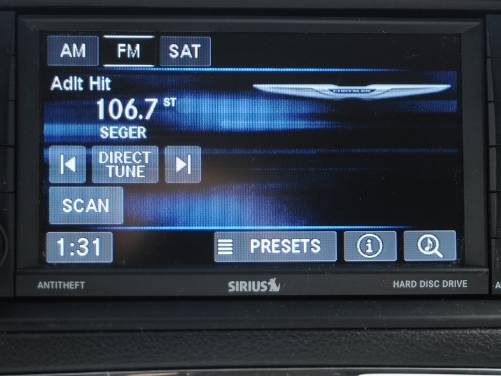 AM FM SAT
Adlt Hit
106.7 ST
SEGER
CHRYSLER
DIRECT
TUNE
SCAN
1:31 PRESETS
ANTITHEFT SIRIUS HARD DISC DRIVE
A